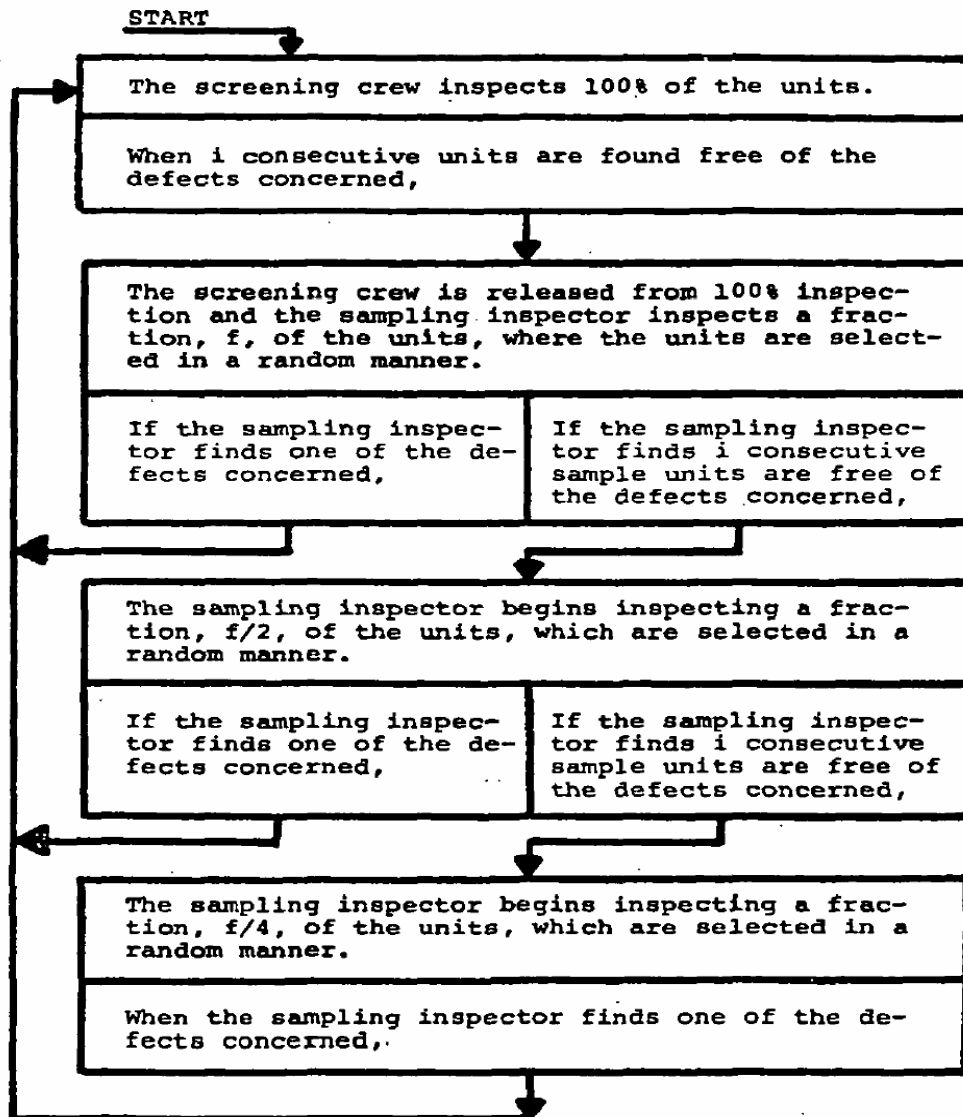 START
The screening crew inspects 100% of the units.
When i consecutive units are found free of the
defects concerned,
The screening crew is released from 100% inspec-
tion and the sampling inspector inspects a frac-
tion, f, of the units, where the units are select-
ed in a random manner.
If the sampling inspec-
tor finds one of the de-
fects concerned,
If the sampling inspec-
tor finds i consecutive
sample units are free of
the defects concerned,
The sampling inspector begins inspecting a frac-
tion, f/2, of the units, which are selected in a
random manner.
If the sampling inspec-
tor finds one of the de-
fects concerned,
If the sampling inspec-
tor finds i consecutive
sample units are free of
the defects concerned,
The sampling inspector begins inspecting a frac-
tion, f/4, of the units, which are selected in a
random manner.
When the sampling inspector finds one of the de-
fects concerned,